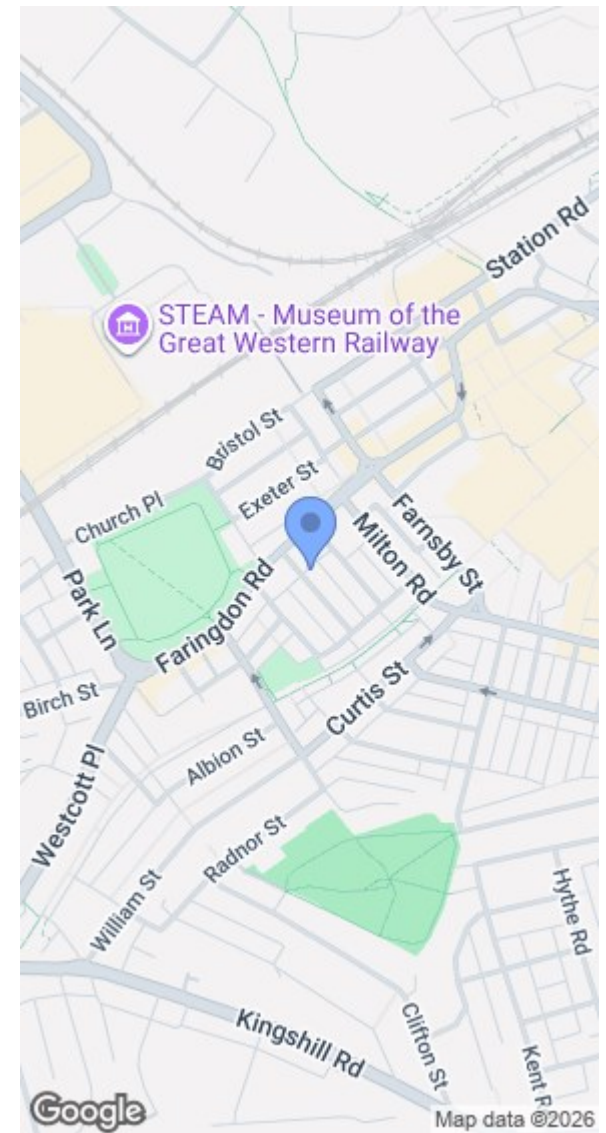 Station Rd
STEAM - Museum of the
Great Western Railway
Bristol St
Exeter St
Church Pl
Farnsby St
Milton Rd
Park Ln
Faringdon Rd
Birch St
Curtis St
Albion St
Westcott Pl
Radnor St
Hythe Rd
William St
Clifton St
Kingshill Rd
Kent R
Google
Map data ©2026